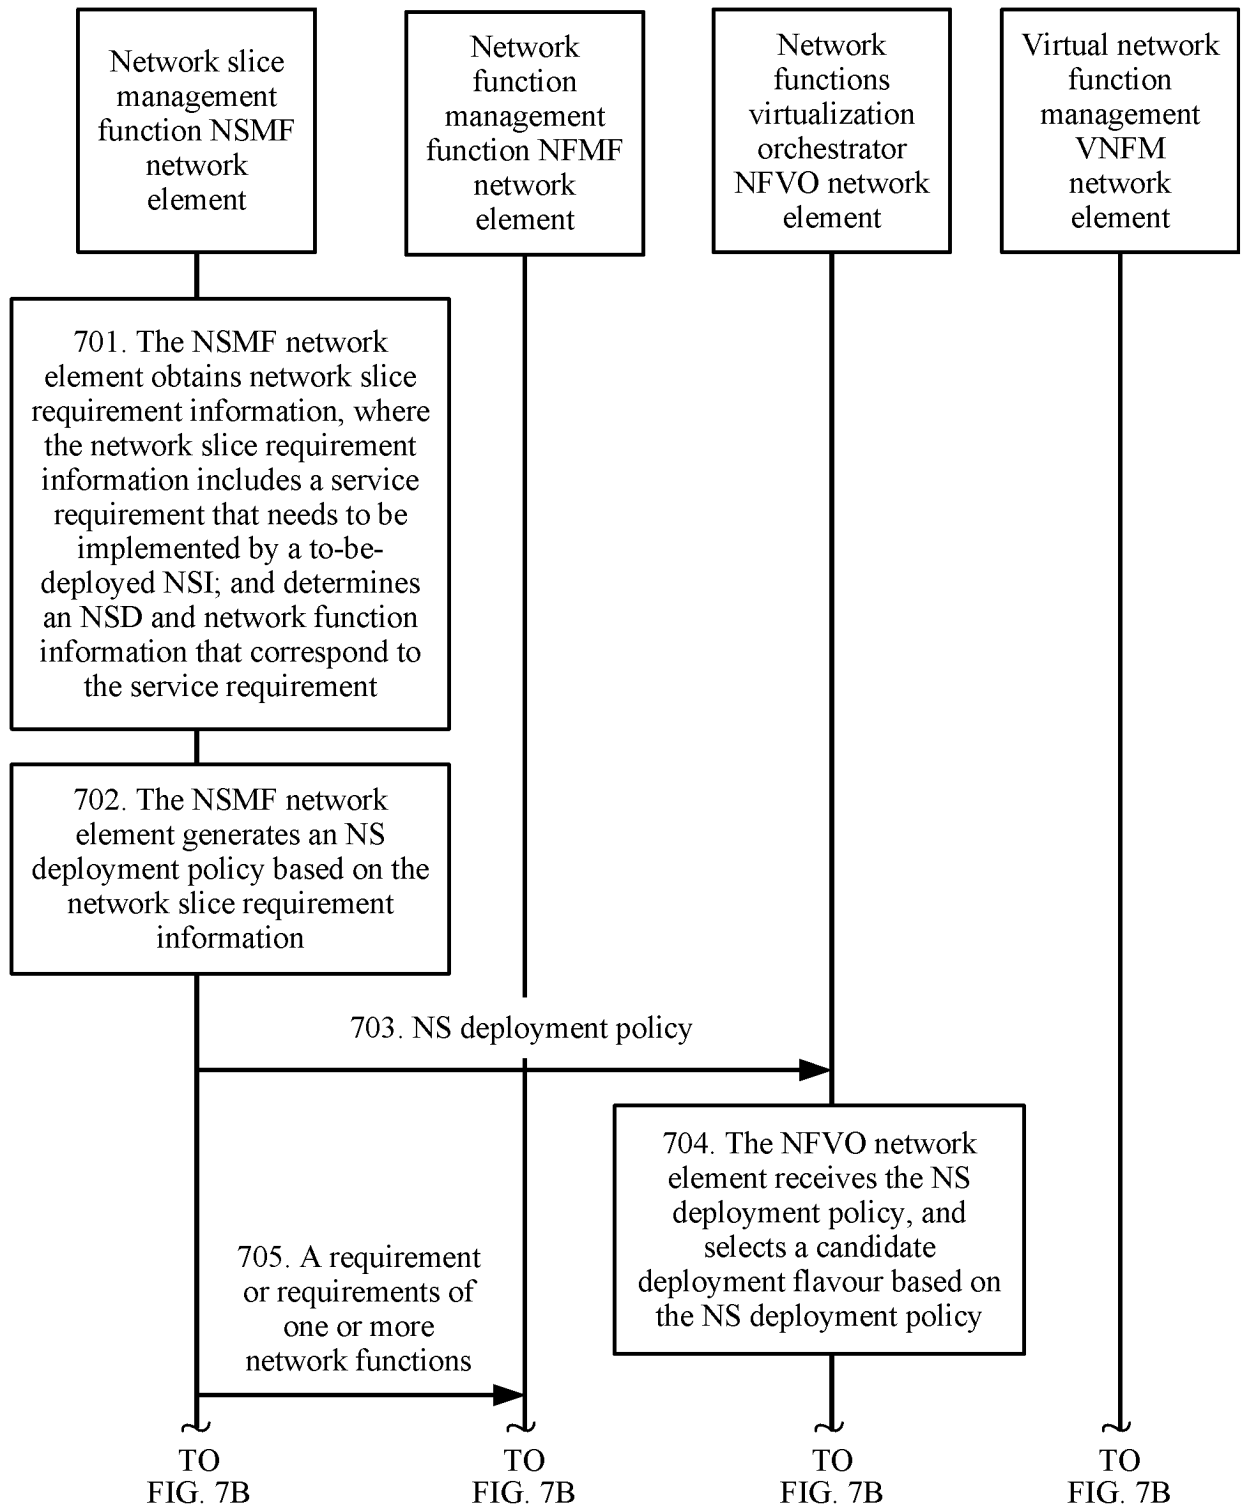 Network slice
management
function NSMF
network
element
Network
function
management
function NFMF
network
element
Network
functions
virtualization
orchestrator
NFVO network
element
Virtual network
function
management
VNFM
network
element
701. The NSMF network
element obtains network slice
requirement information, where
the network slice requirement
information includes a service
requirement that needs to be
implemented by a to-be-
deployed NSI; and determines
an NSD and network function
information that correspond to
the service requirement
702. The NSMF network
element generates an NS
deployment policy based on the
network slice requirement
information
703. NS deployment policy
704. The NFVO network
element receives the NS
deployment policy, and
selects a candidate
deployment flavour based on
the NS deployment policy
705. A requirement
or requirements of
one or more
network functions
TO
FIG. 7B
TO
FIG. 7B
TO
FIG. 7B
TO
FIG. 7B